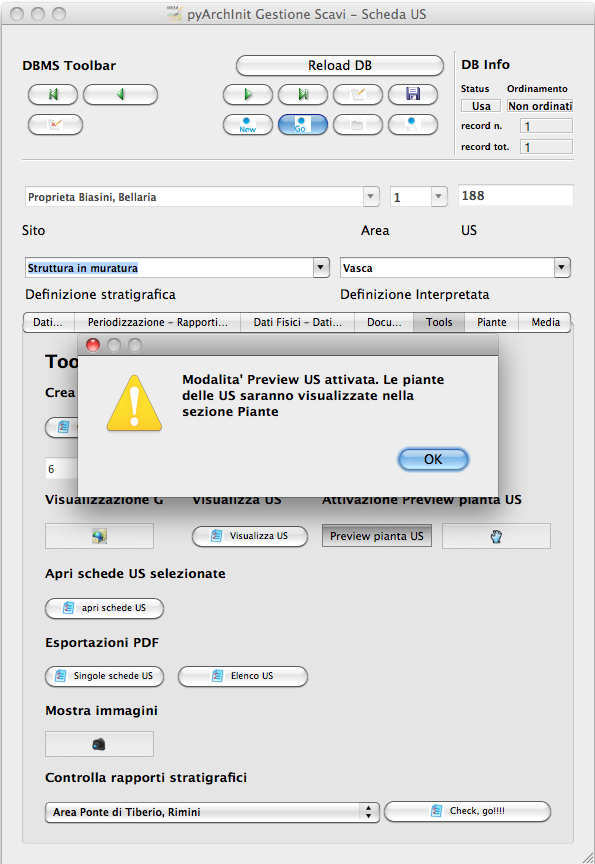 pyArchInit Gestione Scavi - Scheda US
DBMS Toolbar
Reload DB
DB Info
Status
Ordinamento
Usa
Non ordinati
record n.
1
record tot.
1
New
Go
Proprieta Biasini, Bellaria
1
188
Sito
Area
US
Struttura in muratura
Vasca
Definizione stratigrafica
Definizione Interpretata
Dati...
Periodizzazione - Rapporti...
Dati Fisici - Dati...
Docu...
Tools
Piante
Media
Too
Crea
Modalita' Preview US attivata. Le piante
delle US saranno visualizzate nella
sezione Piante
OK
6
Visualizzazione G
Visualizza US
Attivazione Preview pianta US
Visualizza US
Preview pianta US
Apri schede US selezionate
apri schede US
Esportazioni PDF
Singole schede US
Elenco US
Mostra immagini
Controlla rapporti stratigrafici
Area Ponte di Tiberio, Rimini
Check, go!!!!